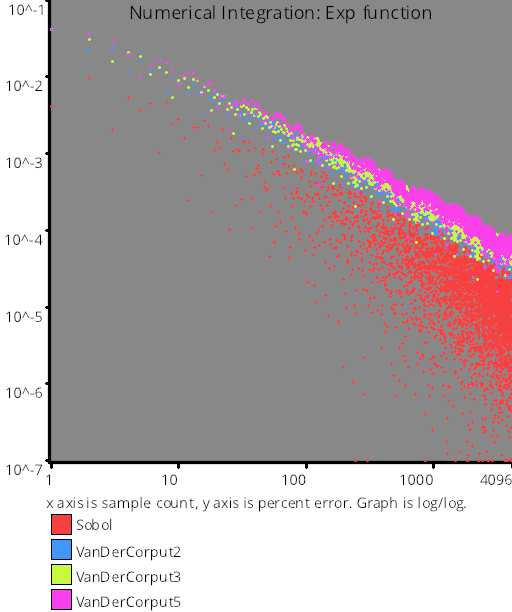 10^-1
Numerical Integration: Exp function
10^-2
10^-3
10^-4
10^-5
10^-6
10^-7
1 10 100 1000 4096
x axis is sample count, y axis is percent error. Graph is log/log.
Sobol
VanDerCorput2
VanDerCorput3
VanDerCorput5